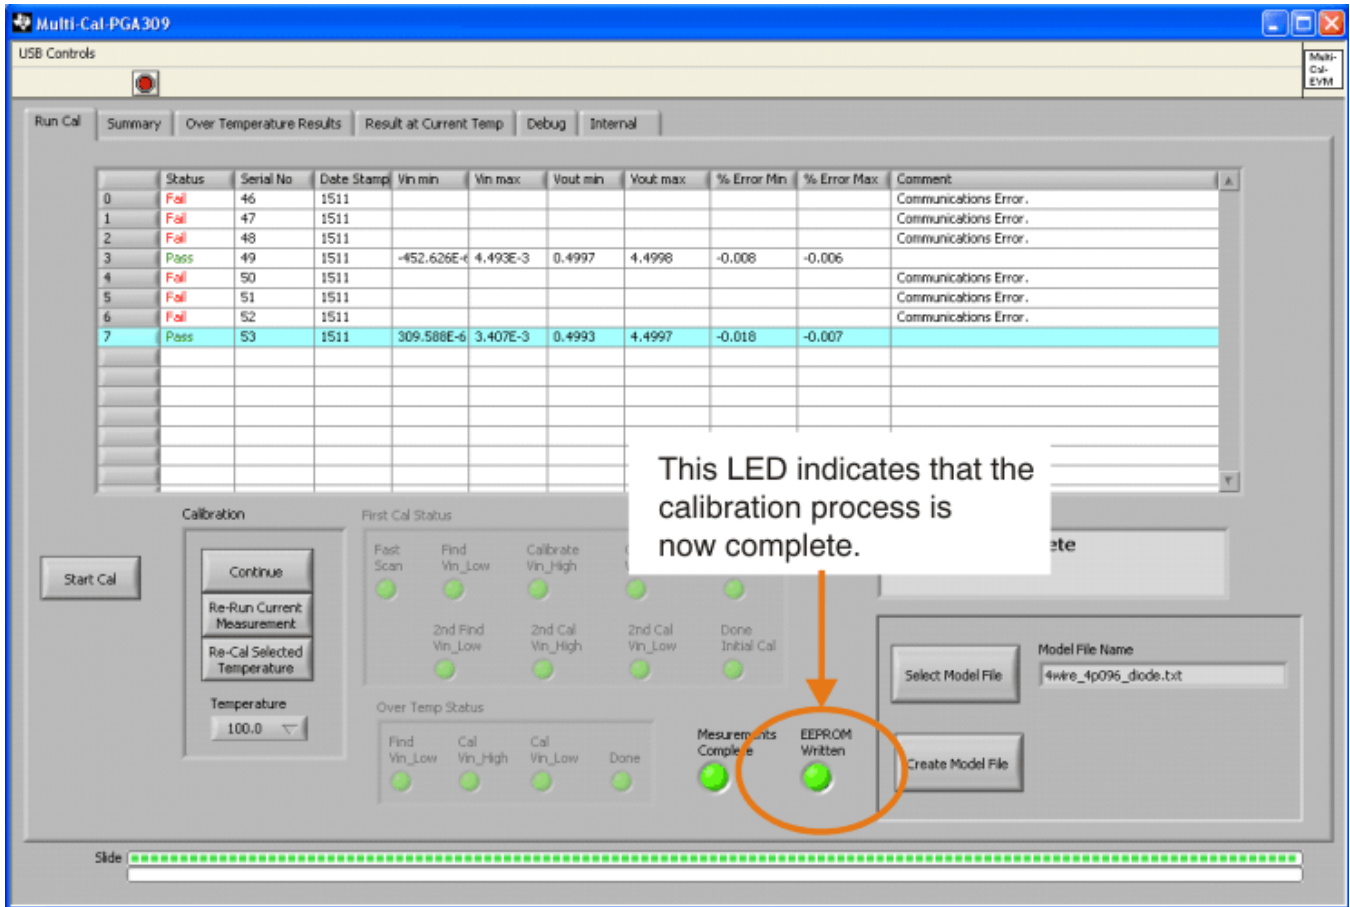 Multi-Cal-PGA309
USB Controls
Multi-
Cal-
EVM
Run Cal Summary Over Temperature Results Result at Current Temp Debug Internal
Status Serial No Date Stamp Vin min Vin max Vout min Vout max % Error Min % Error Max Comment
0 Fail 46 1511 Communications Error.
1 Fail 47 1511 Communications Error.
2 Fail 48 1511 Communications Error.
3 Pass 49 1511 -452.626E-6 4.493E-3 0.4997 4.4998 -0.008 -0.006
4 Fail 50 1511 Communications Error.
5 Fail 51 1511 Communications Error.
6 Fail 52 1511 Communications Error.
7 Pass 53 1511 309.588E-6 3.407E-3 0.4993 4.4997 -0.018 -0.007
This LED indicates that the
calibration process is
now complete.
Calibration
Start Cal
Continue
Re-Run Current
Measurement
Re-Cal Selected
Temperature
Temperature
100.0
First Cal Status
Fast Find Calibrate
Scan Vin_Low Vin_High
2nd Find 2nd Cal 2nd Cal Done
Vin_Low Vin_High Vin_Low Initial Cal
Over Temp Status
Find Cal Cal
Vin_Low Vin_High Vin_Low Done
Mesurements
Complete
EEPROM
Written
ete
Select Model File
Model File Name
4wire_4p096_diode.txt
Create Model File
Slide